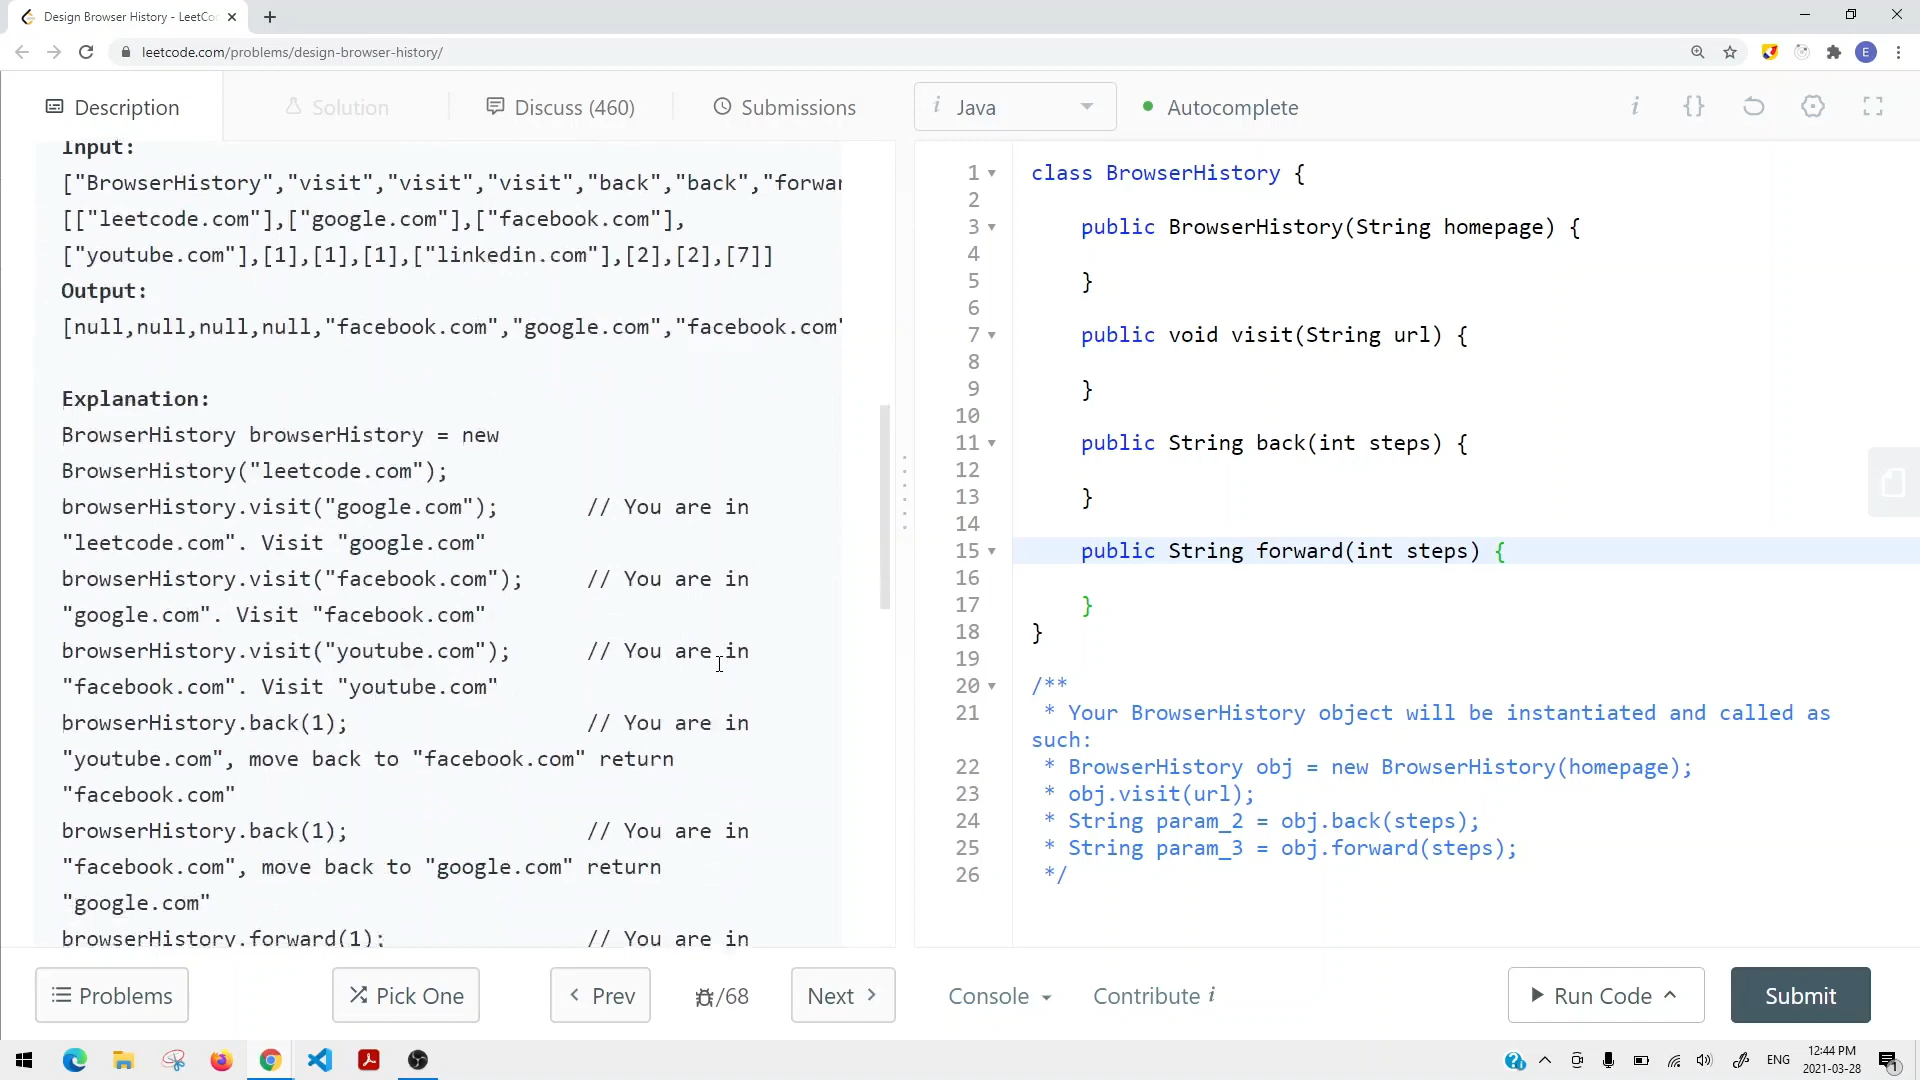 Design Browser History - LeetCo
leetcode.com/problems/design-browser-history/
E
Description
Solution
Discuss (460)
Submissions
i Java
Autocomplete
i {}
Input:
["BrowserHistory","visit","visit","visit","back","back","forwar
[["leetcode.com"],["google.com"],["facebook.com"],
["youtube.com"],[1],[1],[1],["linkedin.com"],[2],[2],[7]]
Output:
[null,null,null,null,"facebook.com","google.com","facebook.com"
Explanation:
BrowserHistory browserHistory = new
BrowserHistory("leetcode.com");
browserHistory.visit("google.com"); // You are in
"leetcode.com". Visit "google.com"
browserHistory.visit("facebook.com"); // You are in
"google.com". Visit "facebook.com"
browserHistory.visit("youtube.com"); // You are in
"facebook.com". Visit "youtube.com"
browserHistory.back(1); // You are in
"youtube.com", move back to "facebook.com" return
"facebook.com"
browserHistory.back(1); // You are in
"facebook.com", move back to "google.com" return
"google.com"
browserHistory.forward(1); // You are in
1 class BrowserHistory {
2
3 public BrowserHistory(String homepage) {
4
5 }
6
7 public void visit(String url) {
8
9 }
10
11 public String back(int steps) {
12
13 }
14
15 public String forward(int steps) {
16
17 }
18 }
19
20 /**
21 * Your BrowserHistory object will be instantiated and called as
such:
22 * BrowserHistory obj = new BrowserHistory(homepage);
23 * obj.visit(url);
24 * String param_2 = obj.back(steps);
25 * String param_3 = obj.forward(steps);
26 */
Problems
Pick One
Prev
/68
Next
Console
Contribute i
Run Code
Submit
ENG
12:44 PM
2021-03-28
1